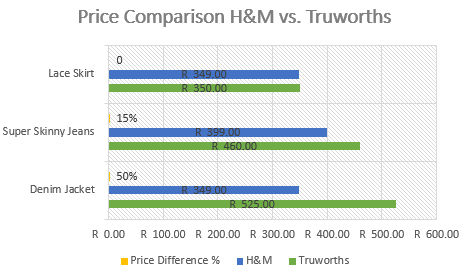 Price Comparison H&M vs. Truworths
0
Lace Skirt
R 349.00
R 350.00
15%
Super Skinny Jeans
R 399.00
R 460.00
50%
Denim Jacket
R 349.00
R 525.00
R 0.00 R 100.00 R 200.00 R 300.00 R 400.00 R 500.00 R 600.00
Price Difference % H&M Truworths